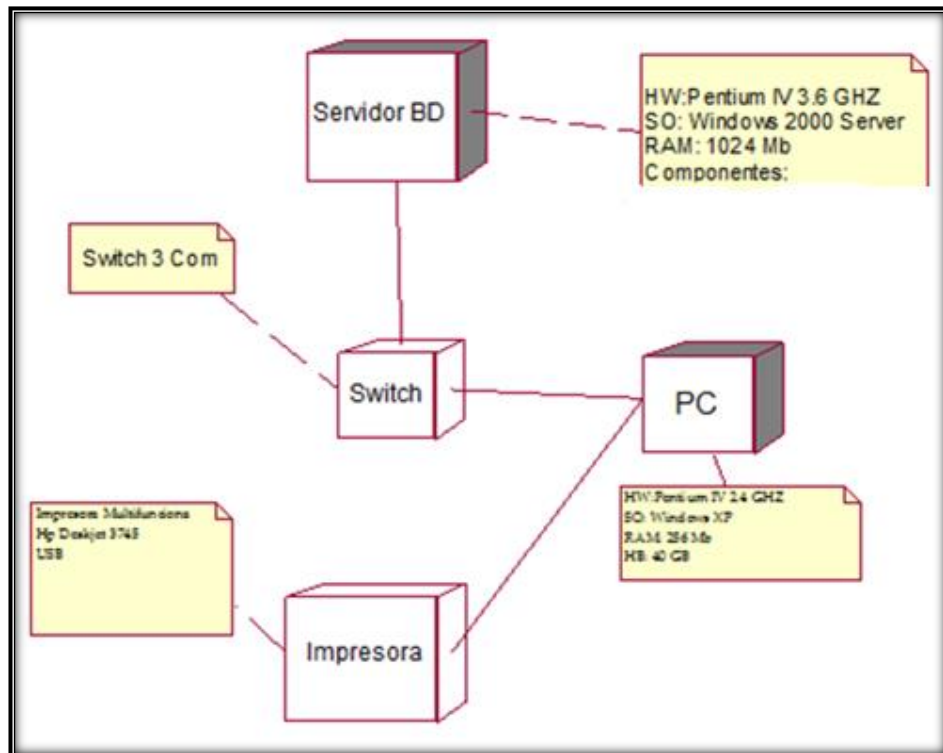 Servidor BD
HW:Pentium IV 3.6 GHZ
SO: Windows 2000 Server
RAM: 1024 Mb
Componentes:
Switch 3 Com
Switch
PC
HW:Pentium IV 2.4 GHZ
SO: Windows XP
RAM: 256 Mb
HB: 40 GB
Impresora Multifunciona
Hp Deskjet 3745
USB
Impresora